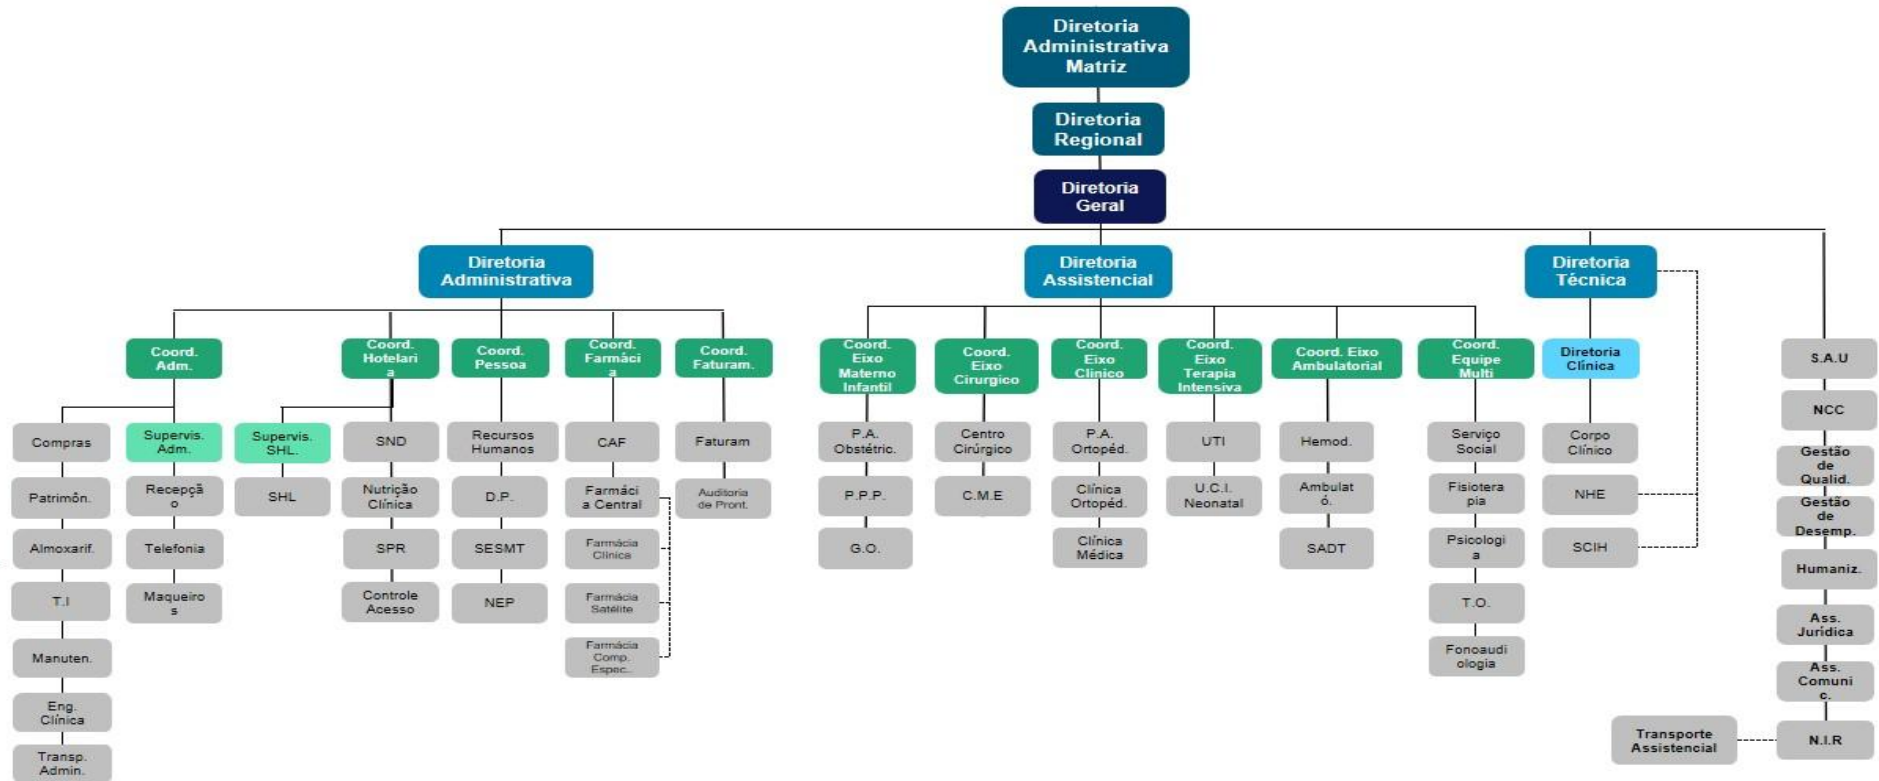 Diretoria
Administrativa
Matriz
Diretoria
Regional
Diretoria
Geral
Diretoria
Administrativa
Diretoria
Assistencial
Diretoria
Técnica
Coord.
Adm.
Coord.
Hotelari
a
Coord.
Pessoa
Coord.
Farmáci
a
Coord.
Faturam.
Coord.
Eixo
Materno
Infantil
Coord.
Eixo
Cirurgico
Coord.
Eixo
Clinico
Coord.
Eixo
Terapia
Intensiva
Coord. Eixo
Ambulatorial
Coord.
Equipe
Multi
Diretoria
Clínica
S.A.U
NCC
Gestão
de
Qualid.
Gestão
de
Desemp.
Humaniz.
Ass.
Jurídica
Ass.
Comuni
c.
N.I.R
Transporte
Assistencial
Compras
Patrimôn.
Almoxarif.
T.I
Manuten.
Eng.
Clínica
Transp.
Admin.
Supervis.
Adm.
Recepçã
o
Telefonia
Maqueiro
s
Supervis.
SHL.
SHL
SND
Nutrição
Clínica
SPR
Controle
Acesso
Recursos
Humanos
D.P.
SESMT
NEP
CAF
Farmáci
a Central
Farmácia
Clínica
Farmácia
Satélite
Farmácia
Comp.
Espec..
Faturam
Auditoria
de Pront.
P.A.
Obstétric.
P.P.P.
G.O.
Centro
Cirúrgico
C.M.E
P.A.
Ortopéd.
Clínica
Ortopéd.
Clínica
Médica
UTI
U.C.I.
Neonatal
Hemod.
Ambulat
ó.
SADT
Serviço
Social
Fisiotera
pia
Psicologi
a
T.O.
Fonoaudi
ologia
Corpo
Clínico
NHE
SCIH